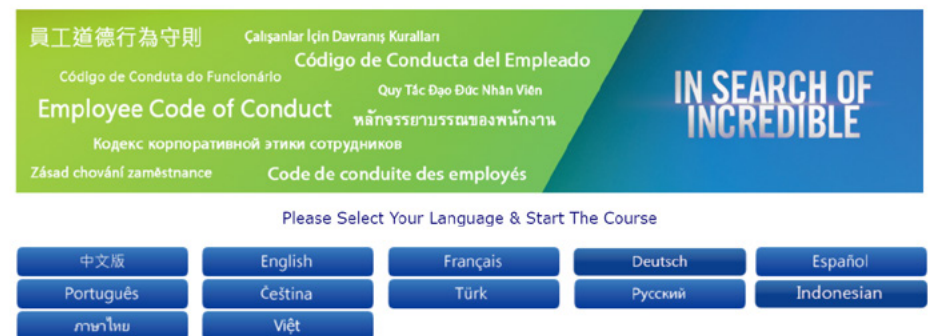 員工道德行為守則
Çalışanlar İçin Davranış Kuralları
Código de Conducta del Empleado
Código de Conduta do Funcionário
Quy Tắc Đạo Đức Nhân Viên
Employee Code of Conduct
หลักจรรยาบรรณของพนักงาน
Кодекс корпоративной этики сотрудников
Zásad chování zaměstnance
Code de conduite des employés
IN SEARCH OF
INCREDIBLE
Please Select Your Language & Start The Course
中文版 English Français Deutsch Español
Português Čeština Türk Русский Indonesian
ภาษาไทย Việt